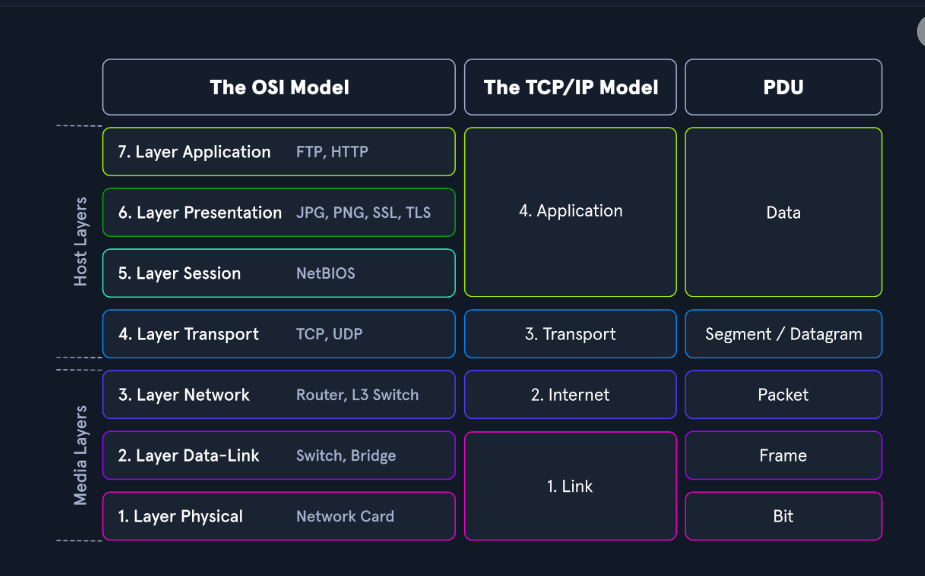 The OSI Model
The TCP/IP Model
PDU
Host Layers
7. Layer Application FTP, HTTP
6. Layer Presentation JPG, PNG, SSL, TLS
5. Layer Session NetBIOS
4. Application
Data
4. Layer Transport TCP, UDP
3. Transport
Segment / Datagram
Media Layers
3. Layer Network Router, L3 Switch
2. Internet
Packet
2. Layer Data-Link Switch, Bridge
Frame
1. Layer Physical Network Card
1. Link
Bit